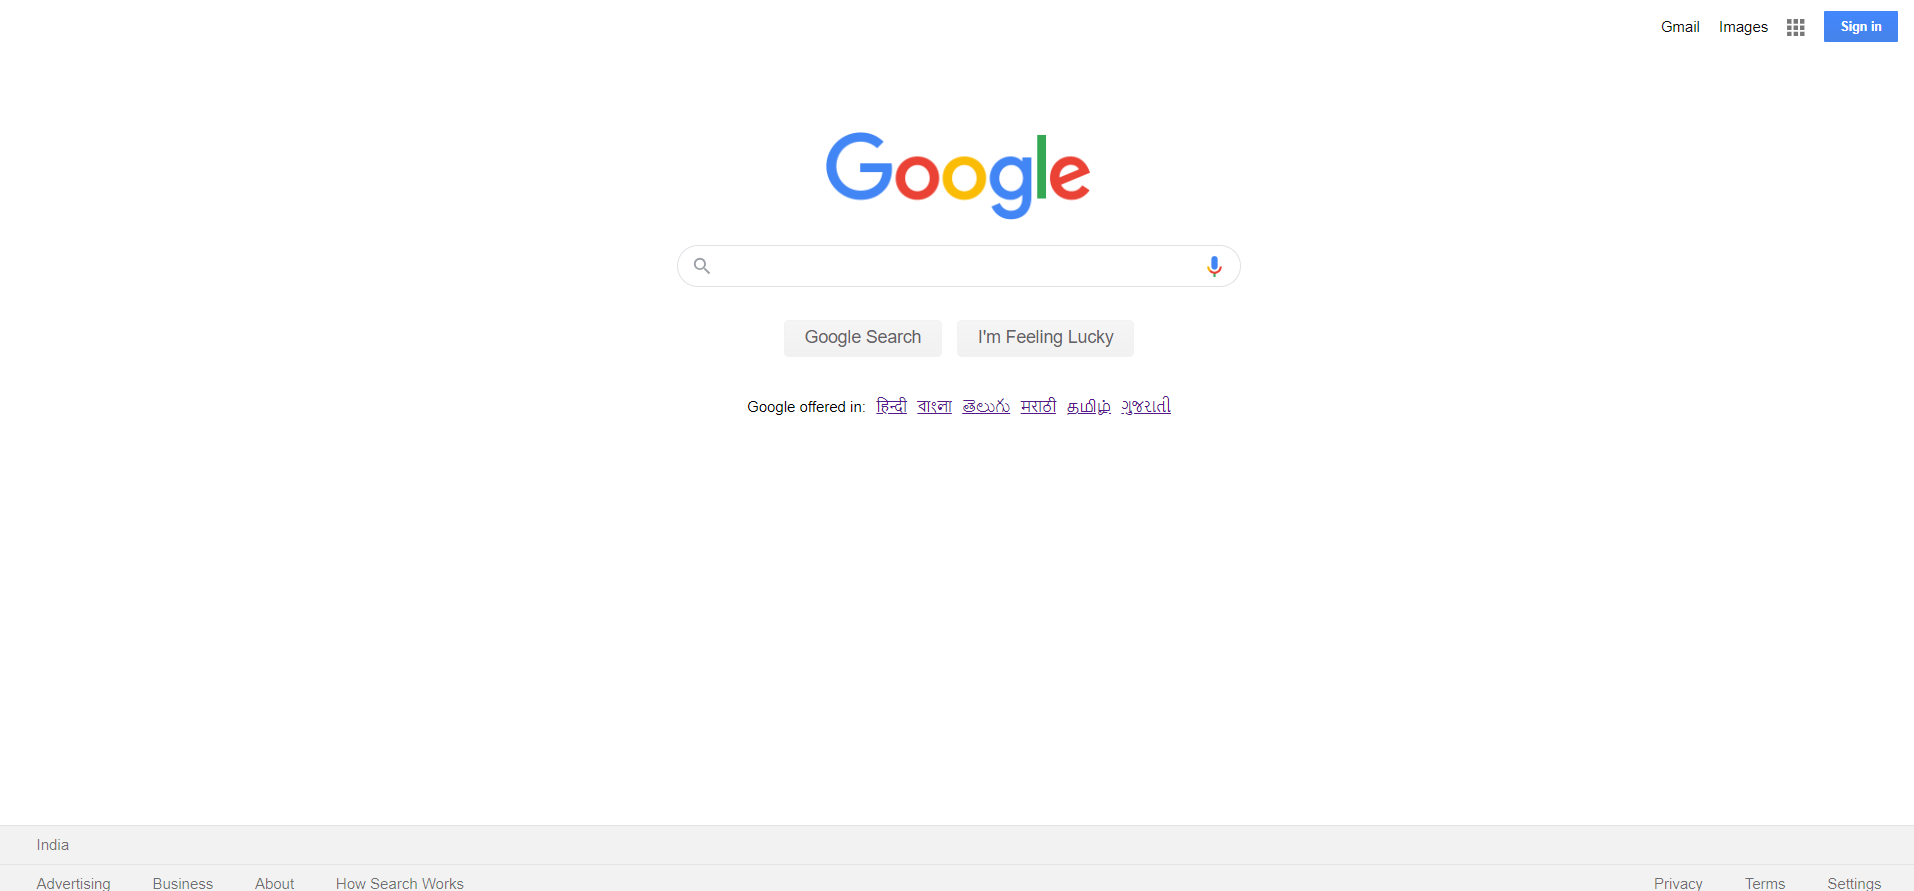 Gmail Images Sign in
Google
Google Search I'm Feeling Lucky
Google offered in: हिन्दी বাংলা తెలుగు मराठी தமிழ் ગુજરાતી
India
Advertising Business About How Search Works Privacy Terms Settings